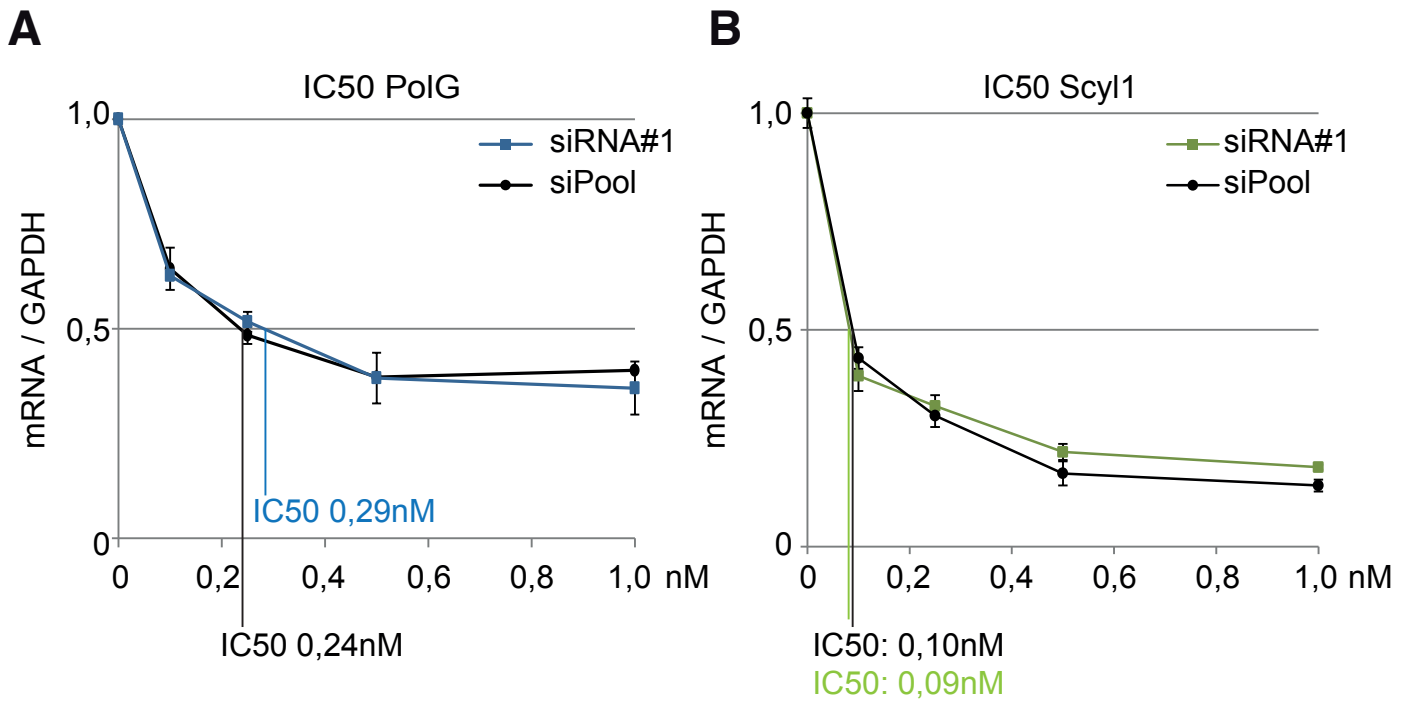 A
IC50 PolG
1,0
siRNA#1
siPool
mRNA / GAPDH
0,5
IC50 0,29nM
0
0 0,2 0,4 0,6 0,8 1,0 nM
IC50 0,24nM
B
IC50 Scyl1
1,0
siRNA#1
siPool
mRNA / GAPDH
0,5
0
0 0,2 0,4 0,6 0,8 1,0 nM
IC50: 0,10nM
IC50: 0,09nM